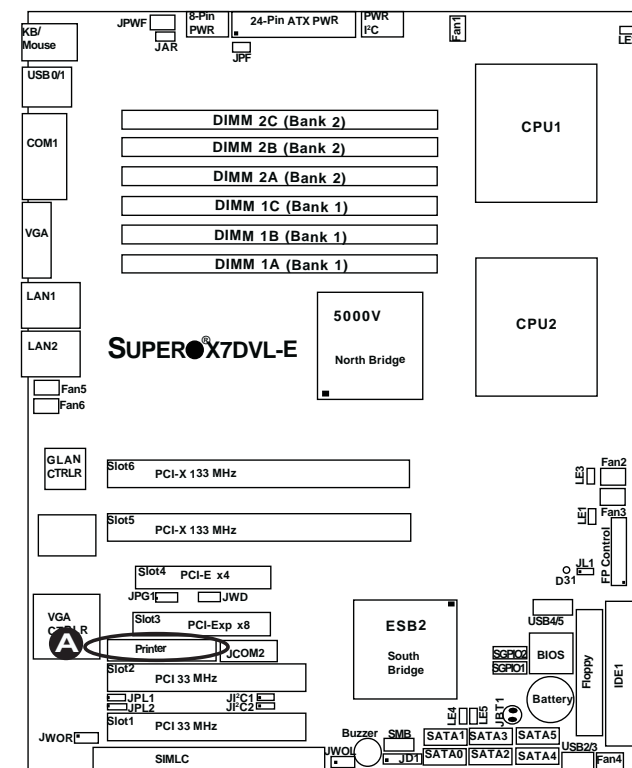 JPWF
8-Pin
PWR
24-Pin ATX PWR
PWR
I²C
Fan1
KB/
Mouse
JAR
JPF
USB0/1
COM1
DIMM 2C (Bank 2)
DIMM 2B (Bank 2)
DIMM 2A (Bank 2)
DIMM 1C (Bank 1)
DIMM 1B (Bank 1)
DIMM 1A (Bank 1)
CPU1
VGA
LAN1
LAN2
SUPER®X7DVL-E
5000V
North Bridge
CPU2
Fan5
Fan6
GLAN
CTRLR
Slot6
PCI-X 133 MHz
LE3
Fan2
Slot5
PCI-X 133 MHz
LE1
Fan3
FP Control
Slot4
PCI-E x4
JL1
D31
JPG1
JWD
VGA
CTRLR
A
Slot3
PCI-Exp x8
Printer
JCOM2
ESB2
South
Bridge
USB4/5
SGPIO2
SGPIO1
BIOS
Floppy
IDE1
Slot2
PCI 33 MHz
JPL1
JPL2
JI²C1
JI²C2
Battery
Slot1
PCI 33 MHz
LE4
LE5
JBT1
JWOR
SIMLC
JWOL
Buzzer
SMB
JD1
SATA1
SATA3
SATA5
SATA0
SATA2
SATA4
USB2/3
Fan4